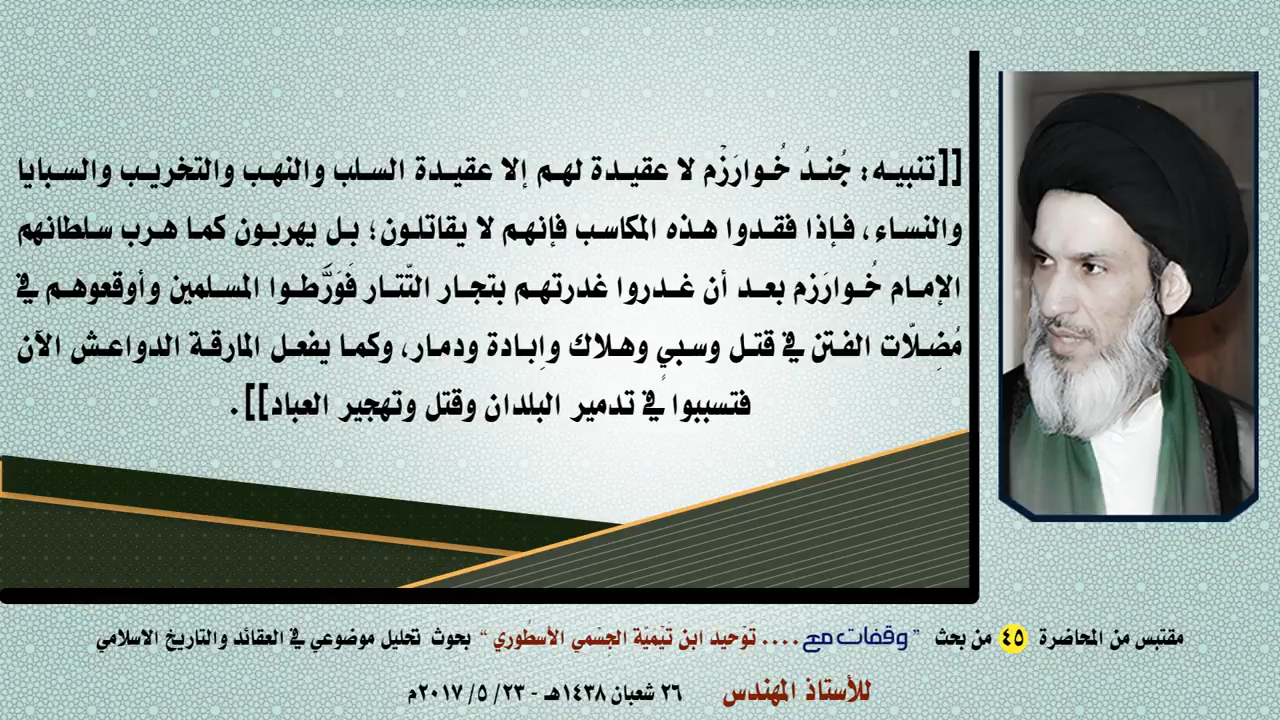 [[تنبيه: جُندُ خُوارَزْم لا عقيدة لهم إلا عقيدة السلب والنهب والتخريب والسبايا
والنساء، فإذا فقدوا هذه المكاسب فإنهم لا يقاتلون؛ بل يهربون كما هرب سلطانهم
الإمام خُوارَزم بعد أن غدروا غدرتهم بتجار التّتار فَوَرَّطوا المسلمين وأوقعوهم في
مُضِلّات الفتن في قتل وسبيٍ وهلاك وإبادة ودمار، وكما يفعل المارقة الدواعش الآن
فتسببوا في تدمير البلدان وقتل وتهجير العباد]].
مقتبس من المحاضرة ٤٥ من بحث " وقفات مع .... تَوْحيد ابن تَيْمِيّة الجِسْمي الأسطُوري " بحوث تحليل موضوعي في العقائد والتاريخ الاسلامي
للأستاذ المهندس ٢٦ شعبان ١٤٣٨هـ - ٢٣/ ٥/ ٢٠١٧م